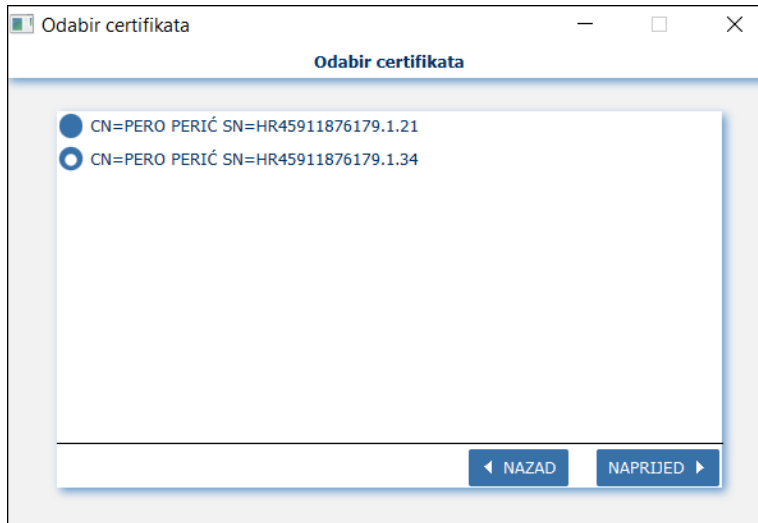 Odabir certifikata
Odabir certifikata
CN=PERO PERIĆ SN=HR45911876179.1.21
CN=PERO PERIĆ SN=HR45911876179.1.34
NAZAD NAPRIJED